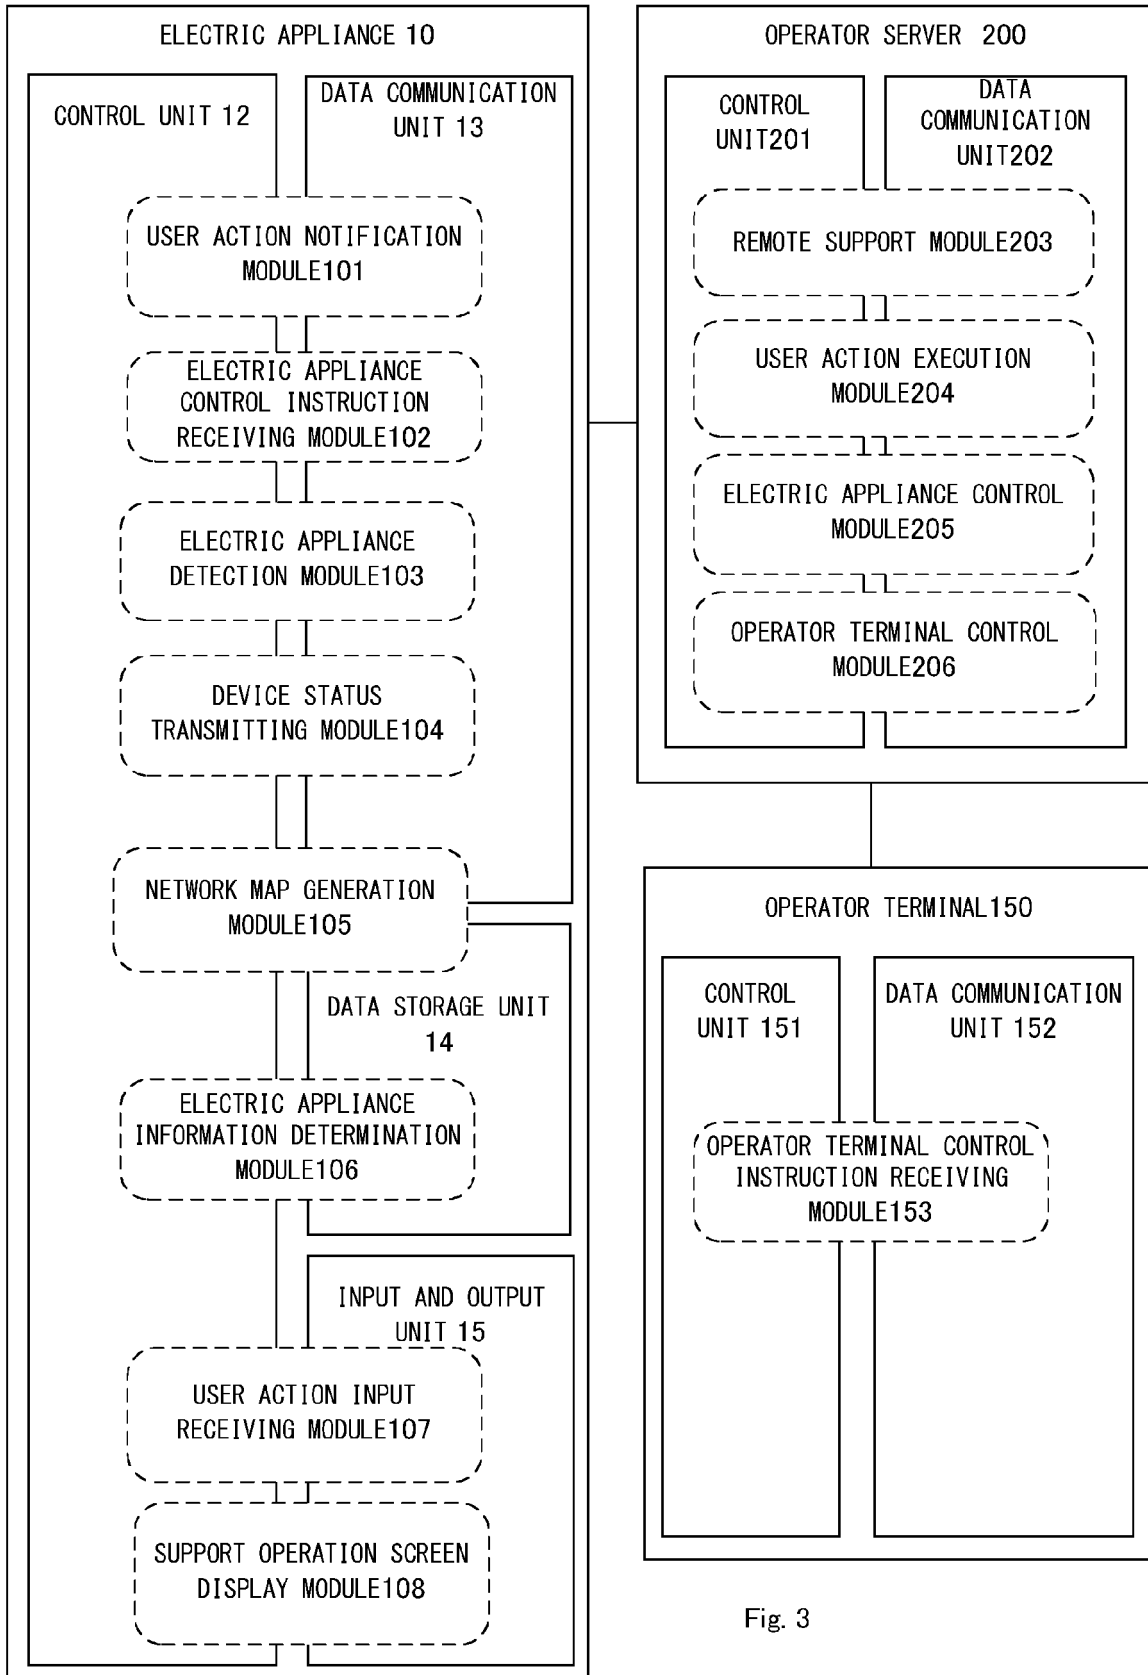 ELECTRIC APPLIANCE 10
CONTROL UNIT 12
DATA COMMUNICATION
UNIT 13
USER ACTION NOTIFICATION
MODULE101
ELECTRIC APPLIANCE
CONTROL INSTRUCTION
RECEIVING MODULE102
ELECTRIC APPLIANCE
DETECTION MODULE103
DEVICE STATUS
TRANSMITTING MODULE104
NETWORK MAP GENERATION
MODULE105
DATA STORAGE UNIT
14
ELECTRIC APPLIANCE
INFORMATION DETERMINATION
MODULE106
INPUT AND OUTPUT
UNIT 15
USER ACTION INPUT
RECEIVING MODULE107
SUPPORT OPERATION SCREEN
DISPLAY MODULE108
OPERATOR SERVER 200
CONTROL
UNIT201
DATA
COMMUNICATION
UNIT202
REMOTE SUPPORT MODULE203
USER ACTION EXECUTION
MODULE204
ELECTRIC APPLIANCE CONTROL
MODULE205
OPERATOR TERMINAL CONTROL
MODULE206
OPERATOR TERMINAL150
CONTROL
UNIT 151
DATA COMMUNICATION
UNIT 152
OPERATOR TERMINAL CONTROL
INSTRUCTION RECEIVING
MODULE153
Fig. 3